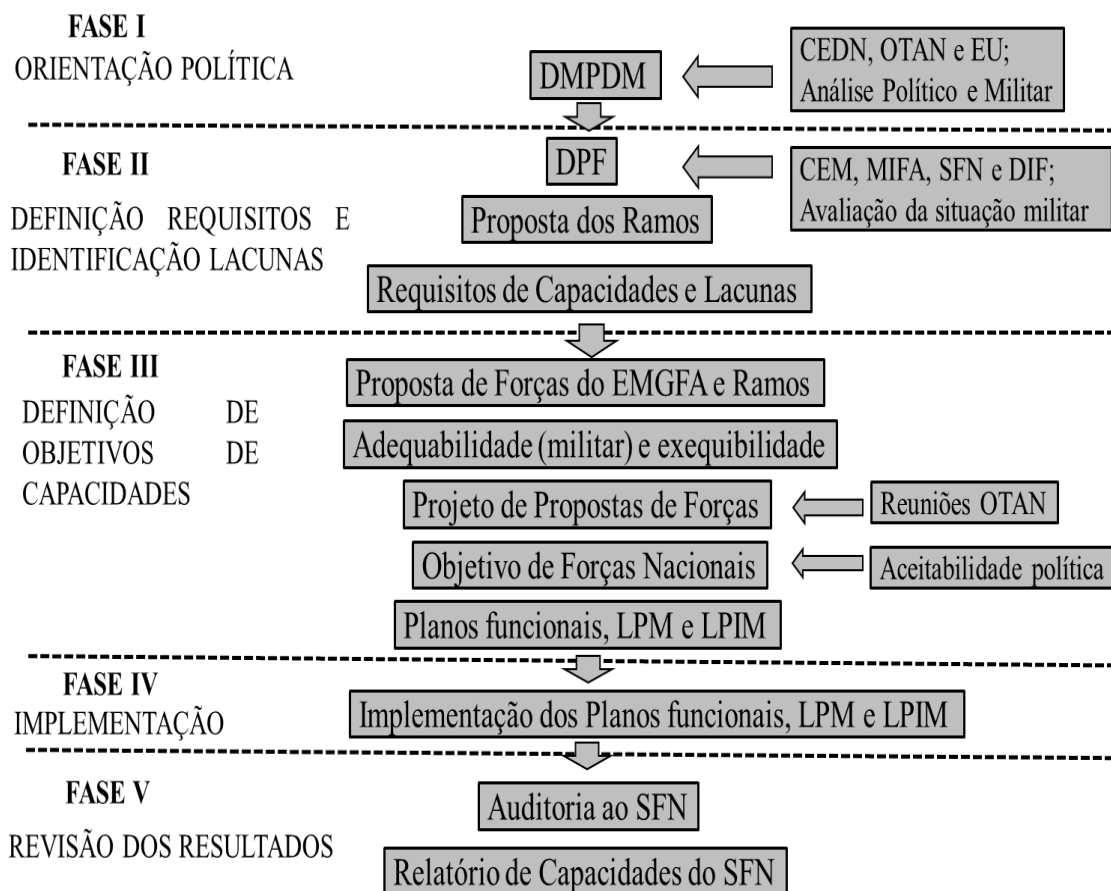 FASE I
ORIENTAÇÃO POLÍTICA
DMPDM
CEDN, OTAN e EU;
Análise Político e Militar
FASE II
DEFINIÇÃO REQUISITOS E
IDENTIFICAÇÃO LACUNAS
DPF
CEM, MIFA, SFN e DIF;
Avaliação da situação militar
Proposta dos Ramos
Requisitos de Capacidades e Lacunas
FASE III
DEFINIÇÃO DE
OBJETIVOS DE
CAPACIDADES
Proposta de Forças do EMGFA e Ramos
Adequabilidade (militar) e exequibilidade
Projeto de Propostas de Forças
Reuniões OTAN
Objetivo de Forças Nacionais
Aceitabilidade política
Planos funcionais, LPM e LPIM
FASE IV
IMPLEMENTAÇÃO
Implementação dos Planos funcionais, LPM e LPIM
FASE V
REVISÃO DOS RESULTADOS
Auditoria ao SFN
Relatório de Capacidades do SFN